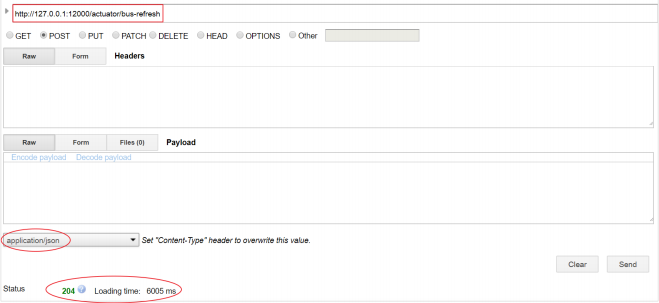 http://127.0.0.1:12000/actuator/bus-refresh
GET POST PUT PATCH DELETE HEAD OPTIONS Other
Raw Form Headers
Raw Form Files (0) Payload
Encode payload Decode payload
application/json Set "Content-Type" header to overwrite this value.
Clear Send
Status 204 Loading time: 6005 ms